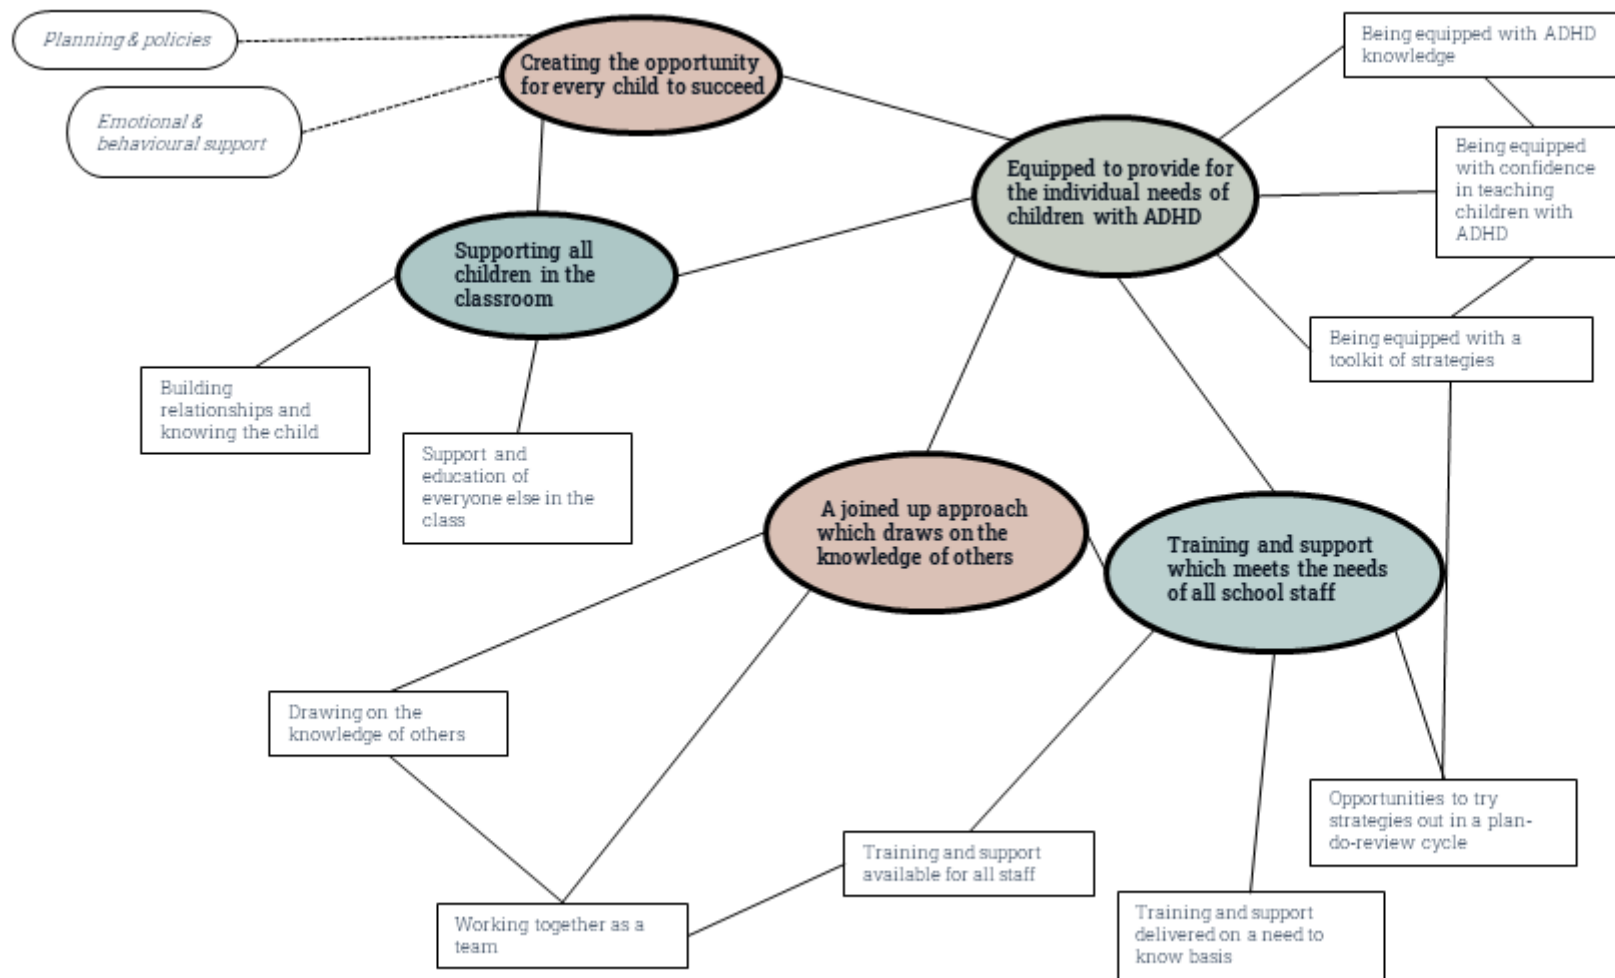 Planning & policies
Emotional &
behavioural support
Creating the opportunity
for every child to succeed
Being equipped with ADHD
knowledge
Equipped to provide for
the individual needs of
children with ADHD
Being equipped
with confidence
in teaching
children with
ADHD
Supporting all
children in the
classroom
Being equipped with a
toolkit of strategies
Building
relationships and
knowing the child
Support and
education of
everyone else in the
class
A joined up approach
which draws on the
knowledge of others
Training and support
which meets the needs
of all school staff
Drawing on the
knowledge of others
Opportunities to try
strategies out in a plan-
do-review cycle
Training and support
available for all staff
Working together as a
team
Training and support
delivered on a need to
know basis